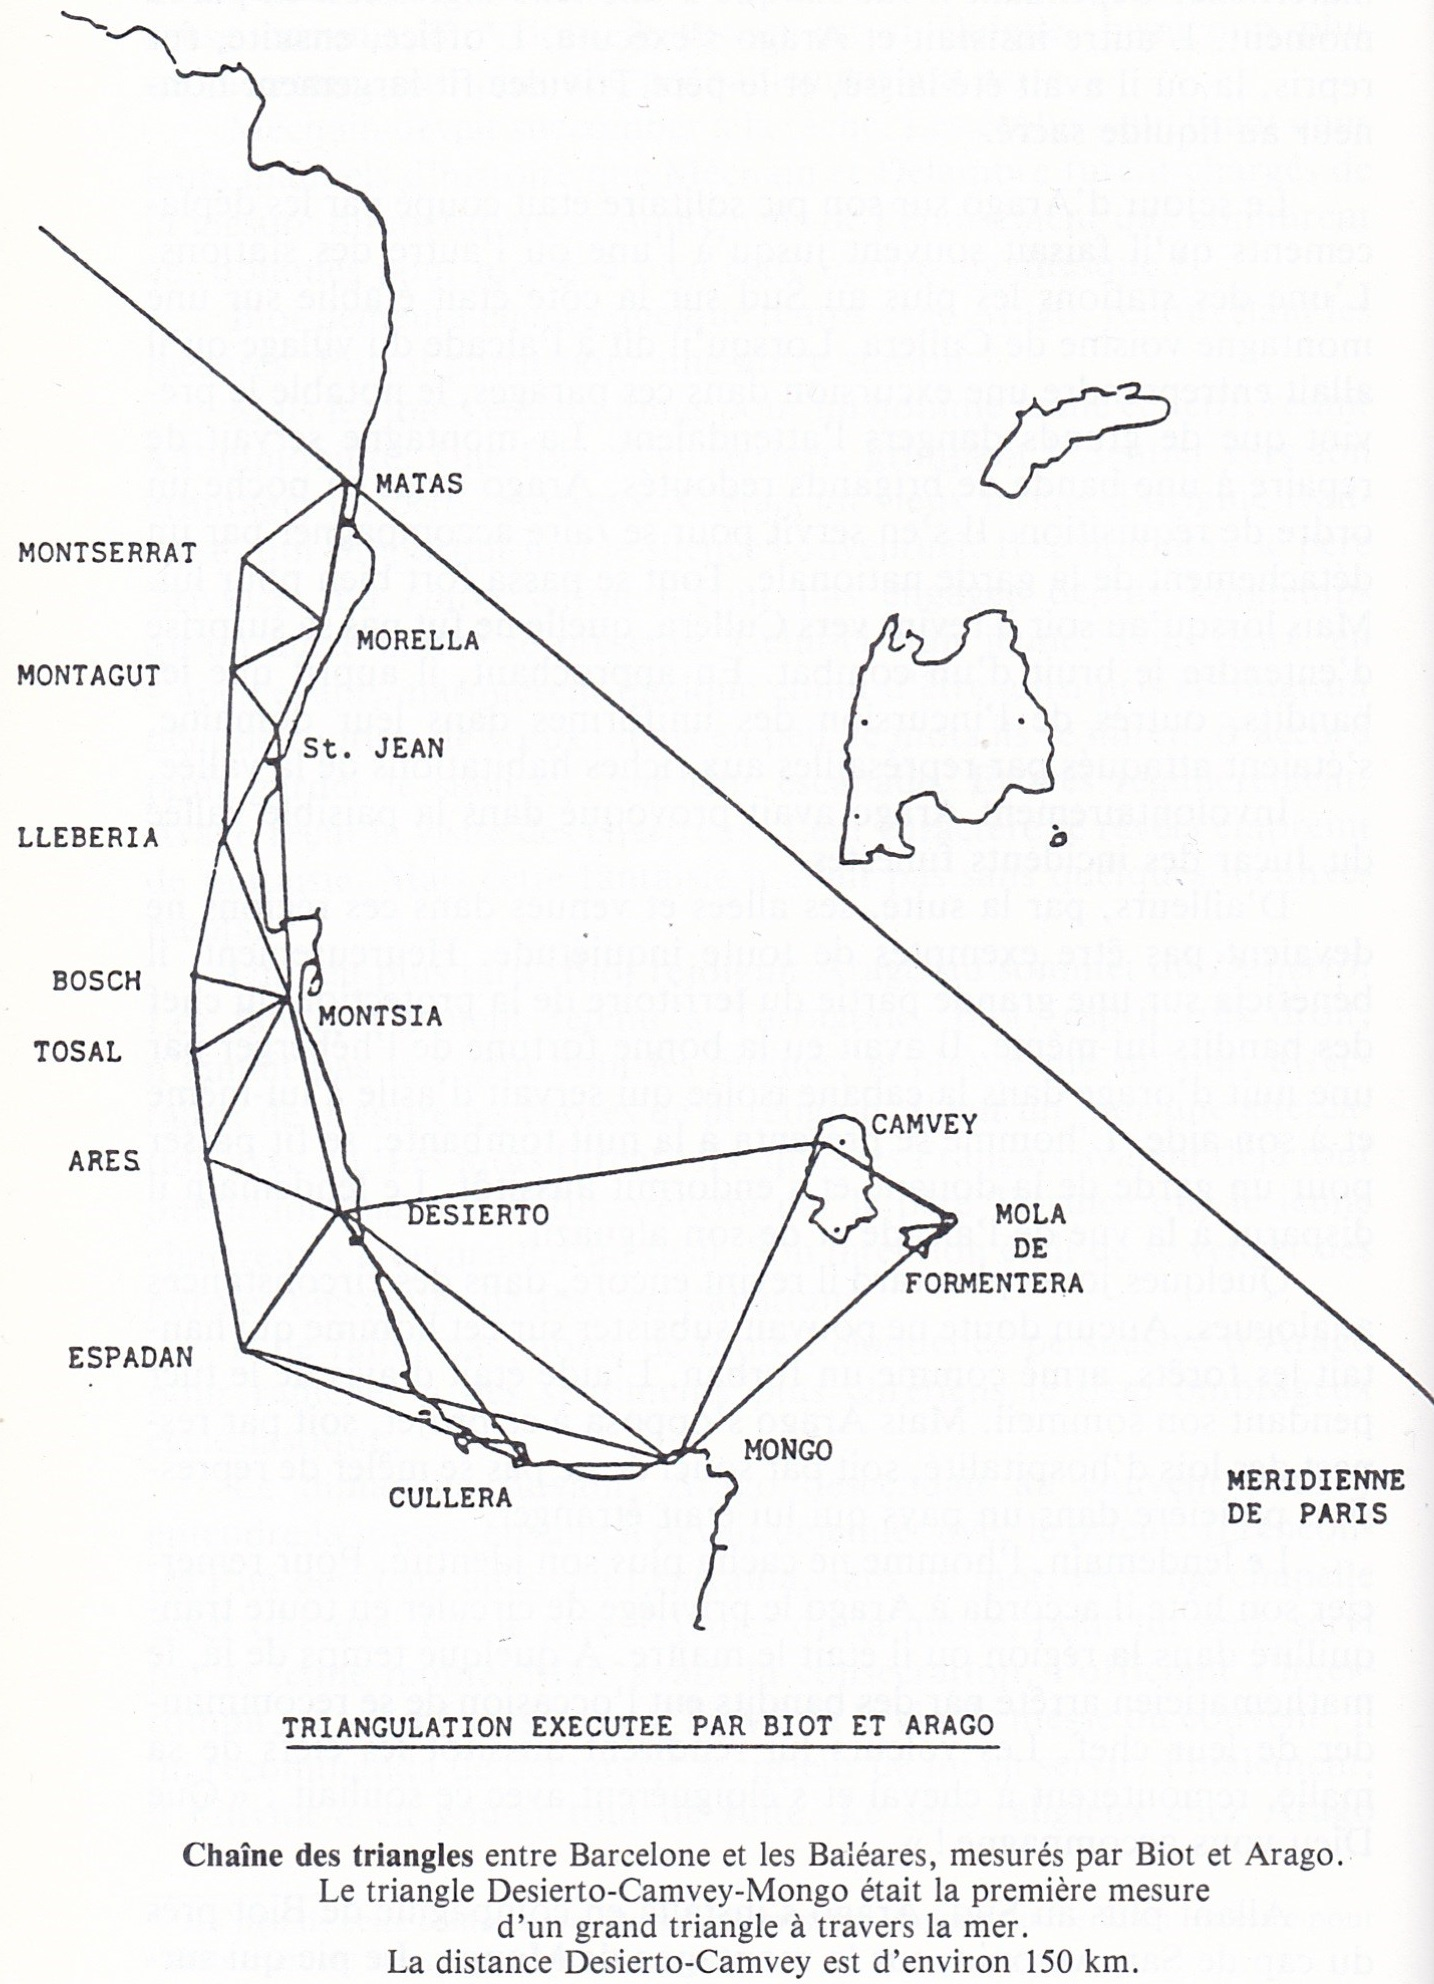 MATAS
MONTSERRAT
MORELLA
MONTAGUT
St. JEAN
LLEBERIA
BOSCH
MONTSIA
TOSAL
CAMVEY
ARES
DESIERTO
MOLA
DE
FORMENTERA
ESPADAN
MONGO
CULLERA
MERIDIENNE
DE PARIS
TRIANGULATION EXECUTEE PAR BIOT ET ARAGO
Chaîne des triangles entre Barcelone et les Baléares, mesurés par Biot et Arago.
Le triangle Desierto-Camvey-Mongo était la première mesure
d'un grand triangle à travers la mer.
La distance Desierto-Camvey est d'environ 150 km.